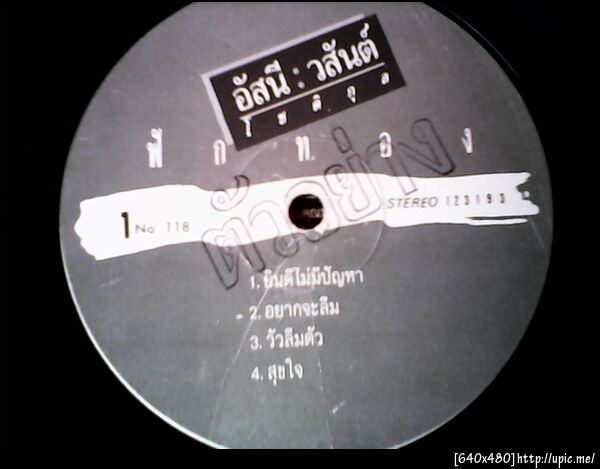 อัสนี : วสันต์
โชติกุล
ฟักทอง
ตัวอย่าง
1 No 118
STEREO 123193
1. ยินดีไม่มีปัญหา
2. อยากจะลืม
3. วัวลืมตัว
4. สุขใจ
[640x480] http://upic.me/